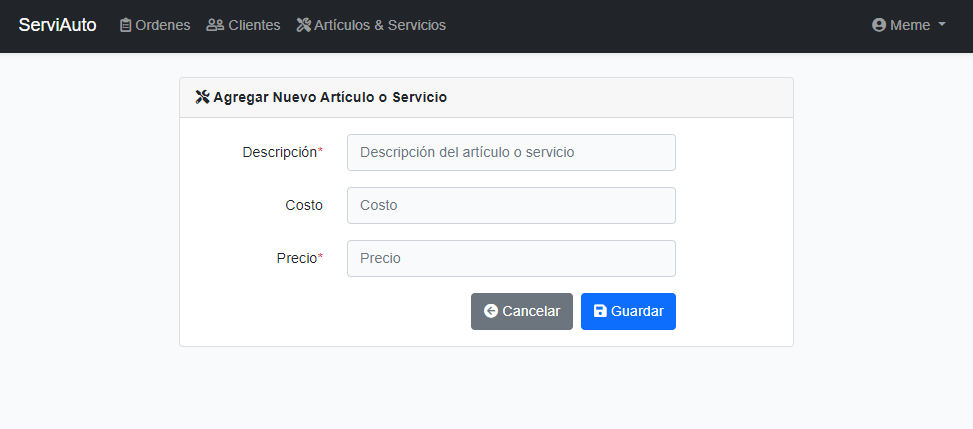 ServiAuto Ordenes Clientes Artículos & Servicios Meme
Agregar Nuevo Artículo o Servicio
Descripción* Descripción del artículo o servicio
Costo Costo
Precio* Precio
Cancelar Guardar